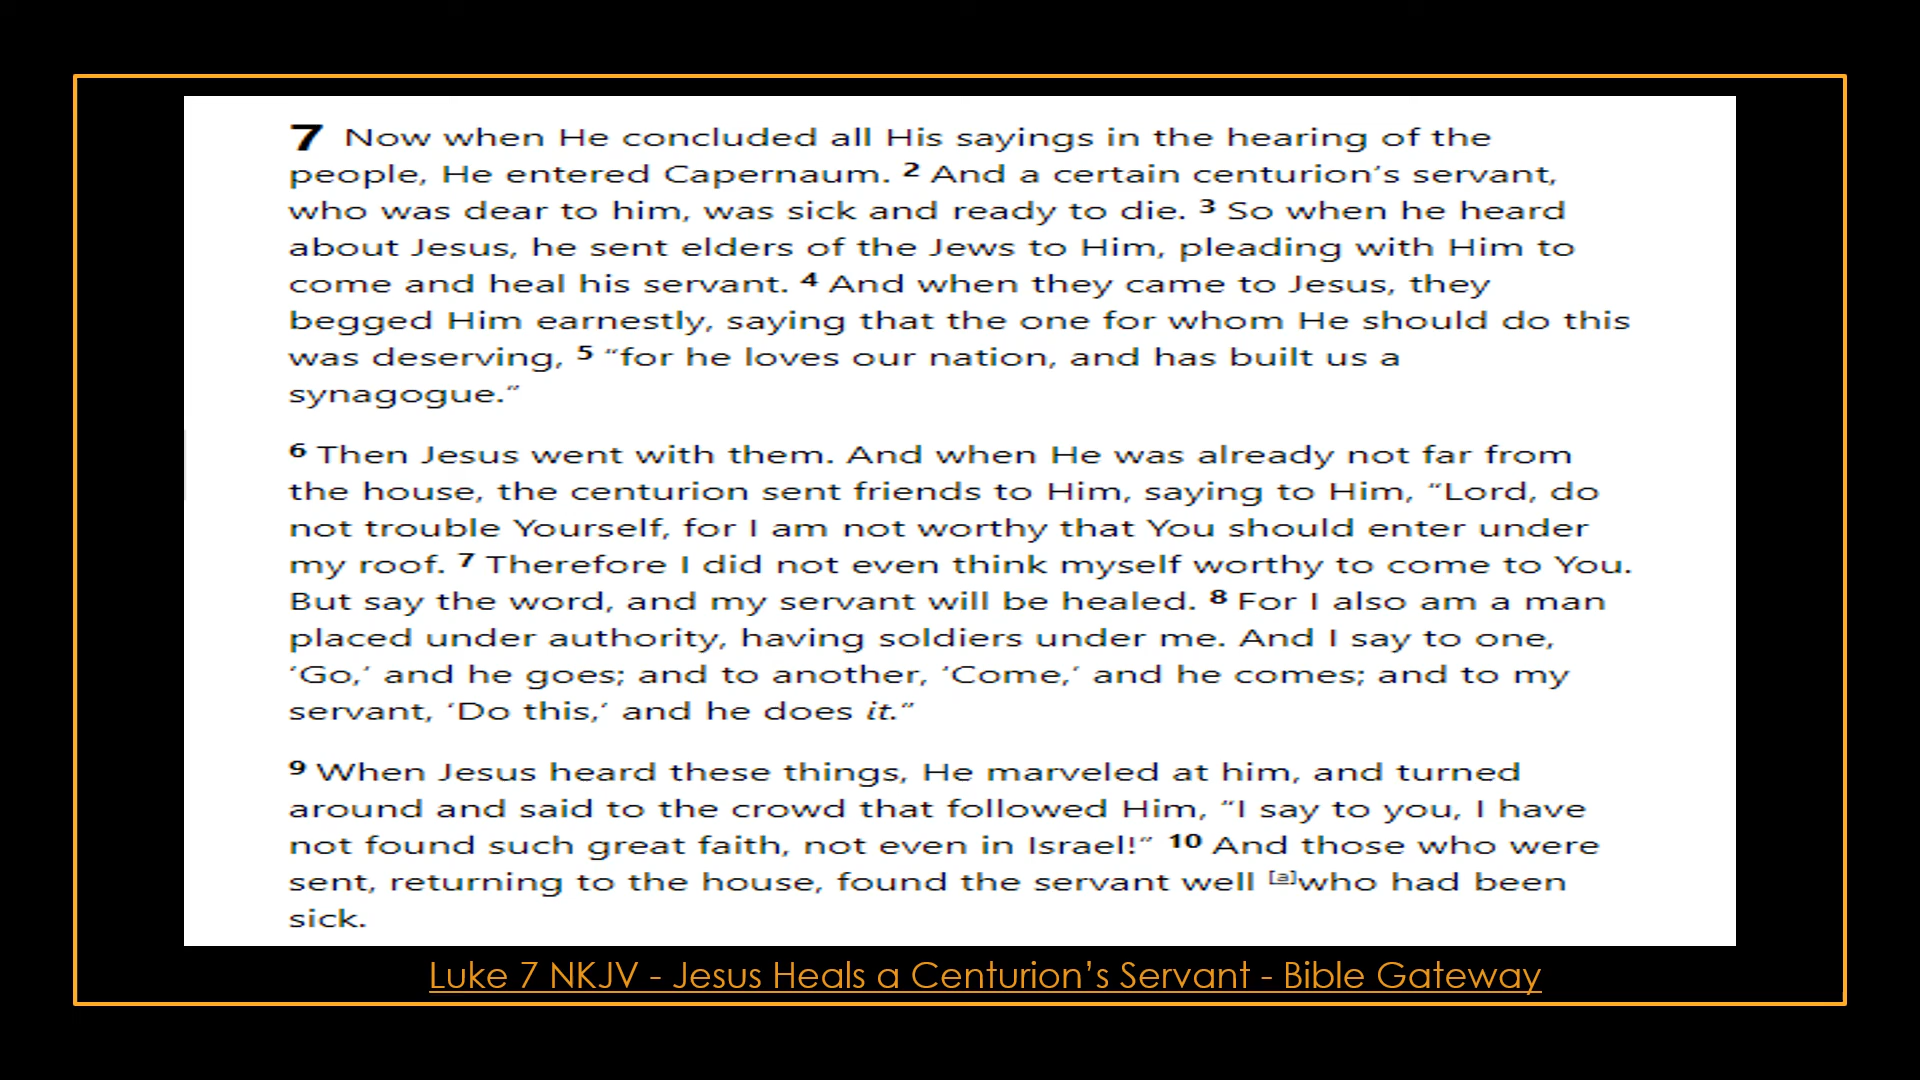 7 Now when He concluded all His sayings in the hearing of the
people, He entered Capernaum. 2 And a certain centurion’s servant,
who was dear to him, was sick and ready to die. 3 So when he heard
about Jesus, he sent elders of the Jews to Him, pleading with Him to
come and heal his servant. 4 And when they came to Jesus, they
begged Him earnestly, saying that the one for whom He should do this
was deserving, 5 “for he loves our nation, and has built us a
synagogue.”
6 Then Jesus went with them. And when He was already not far from
the house, the centurion sent friends to Him, saying to Him, “Lord, do
not trouble Yourself, for I am not worthy that You should enter under
my roof. 7 Therefore I did not even think myself worthy to come to You.
But say the word, and my servant will be healed. 8 For I also am a man
placed under authority, having soldiers under me. And I say to one,
‘Go,’ and he goes; and to another, ‘Come,’ and he comes; and to my
servant, ‘Do this,’ and he does it.”
9 When Jesus heard these things, He marveled at him, and turned
around and said to the crowd that followed Him, “I say to you, I have
not found such great faith, not even in Israel!” 10 And those who were
sent, returning to the house, found the servant well [a]who had been
sick.
Luke 7 NKJV - Jesus Heals a Centurion’s Servant - Bible Gateway